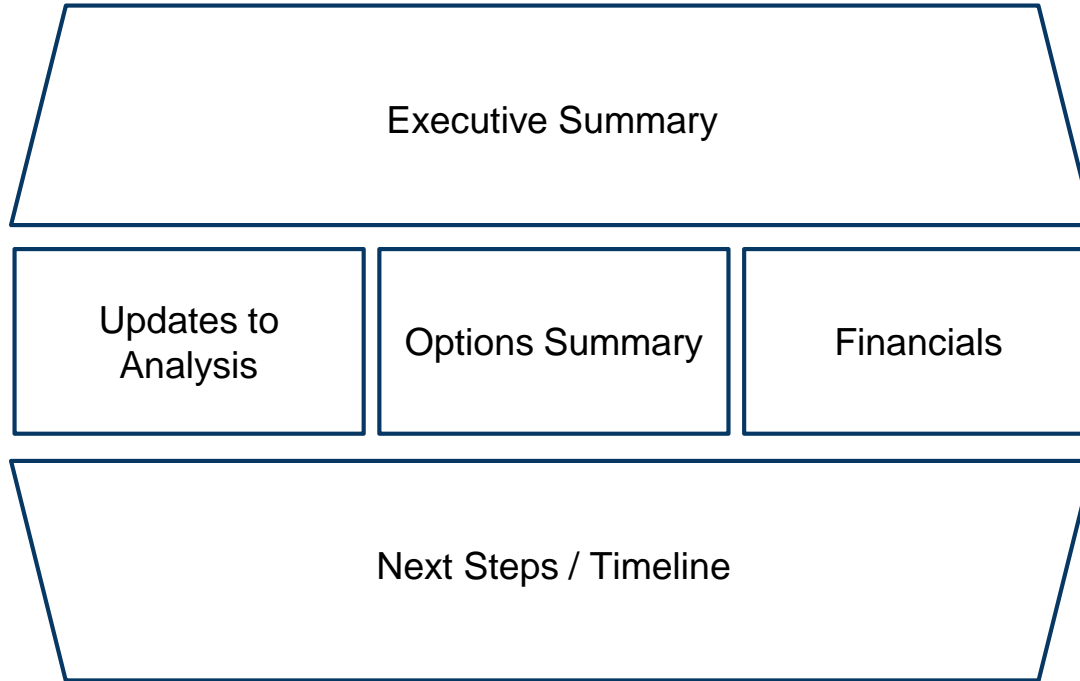 Executive Summary
Updates to
Analysis
Options Summary
Financials
Next Steps / Timeline